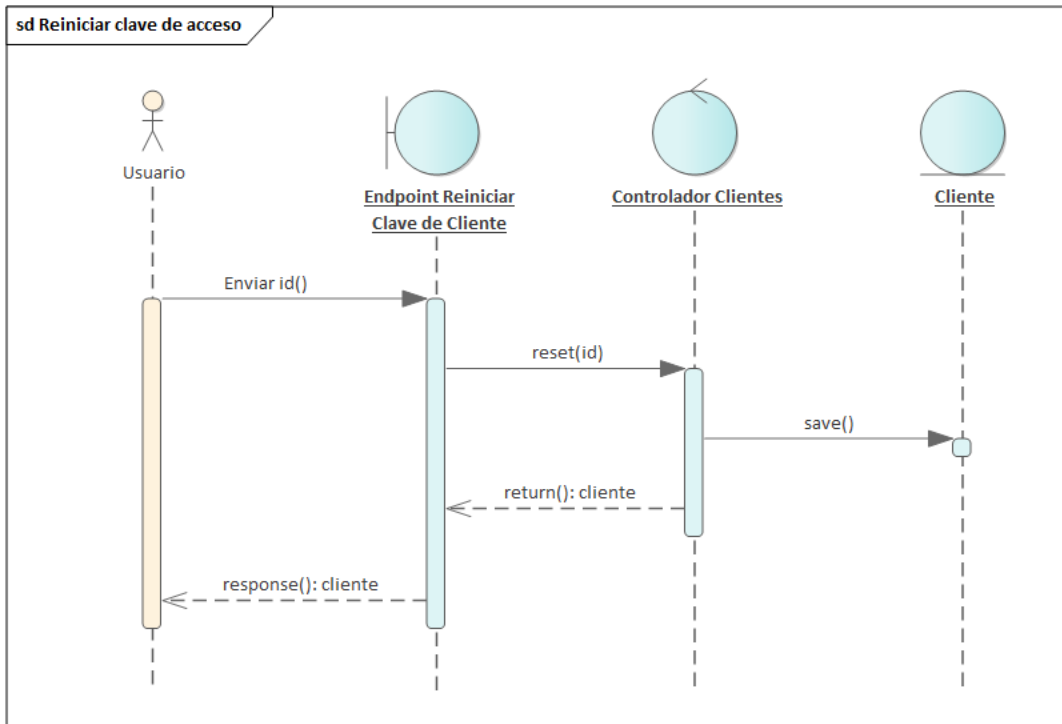 sd Reiniciar clave de acceso
Usuario
Endpoint Reiniciar
Clave de Cliente
Controlador Clientes
Cliente
Enviar id()
reset(id)
save()
return(): cliente
response(): cliente